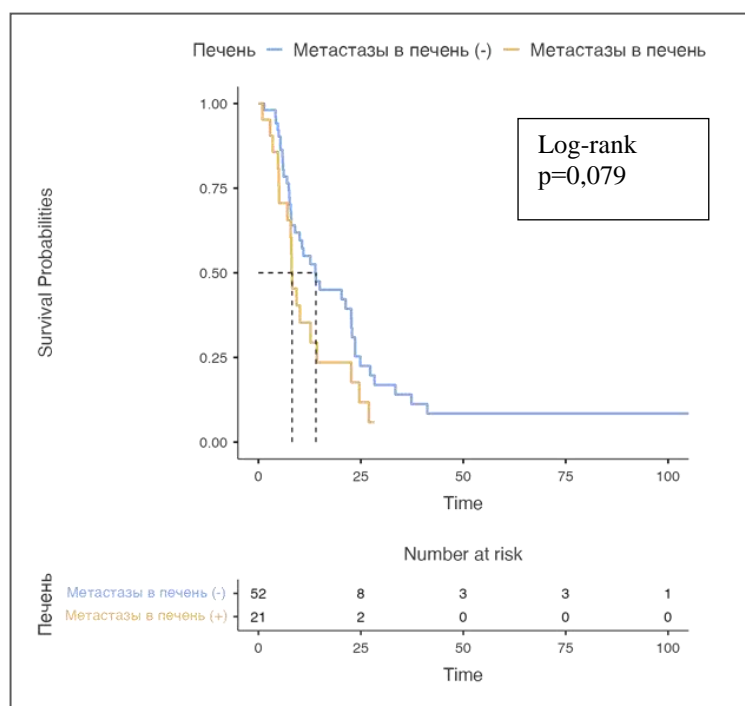 Печень Метастазы в печень (-) Метастазы в печень
Log-rank
p=0,079
Survival Probabilities
1.00
0.75
0.50
0.25
0.00
0 25 50 75 100
Time
Number at risk
Печень
Метастазы в печень (-) 52 8 3 3 1
Метастазы в печень (+) 21 2 0 0 0
0 25 50 75 100
Time